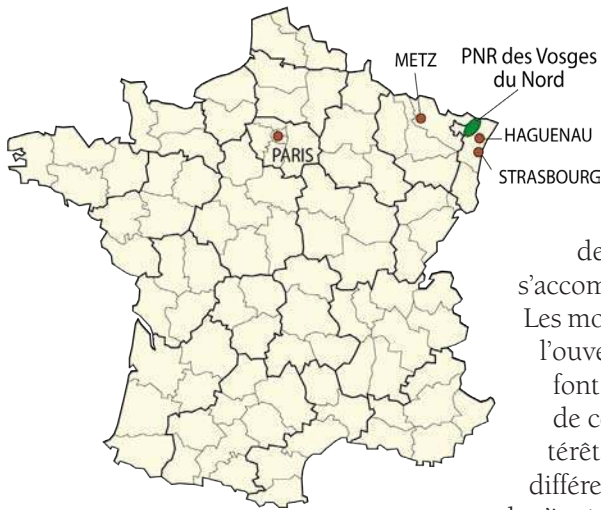 METZ
PNR des Vosges
du Nord
HAGUENAU
PARIS
STRASBOURG
de
s'accom
Les mo
l'ouve
font
de c
térêt
différe